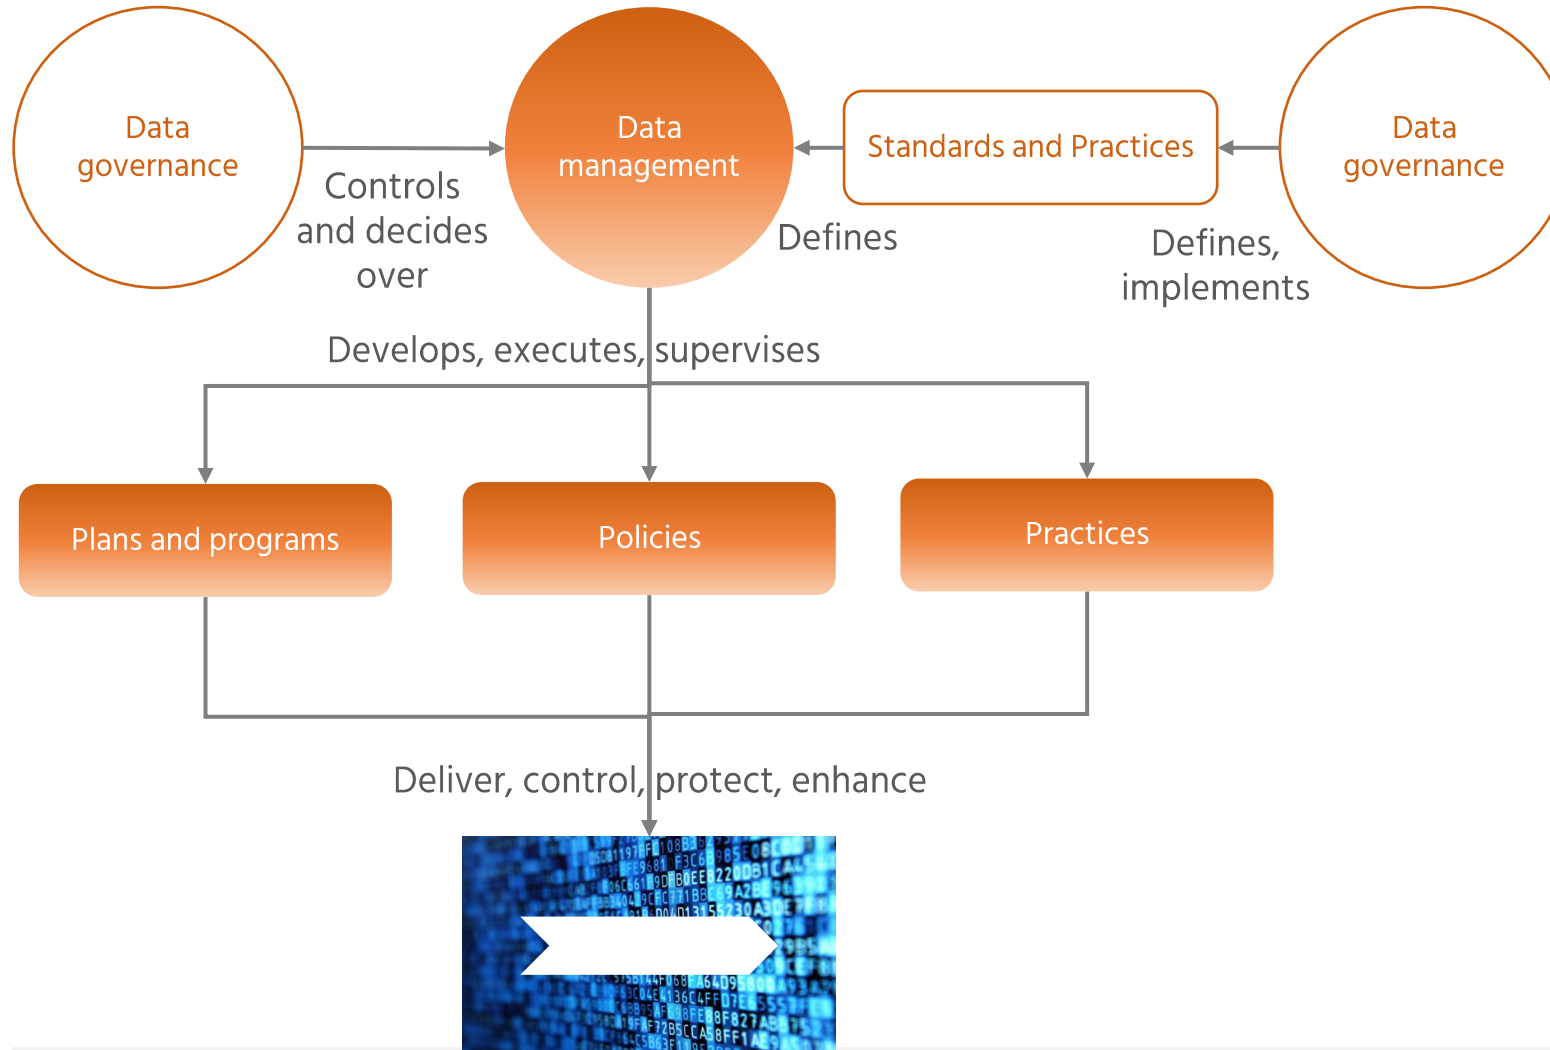 Data
governance
Data
management
Standards and Practices
Data
governance
Controls
and decides
over
Defines
Defines,
implements
Develops, executes, supervises
Plans and programs
Policies
Practices
Deliver, control, protect, enhance